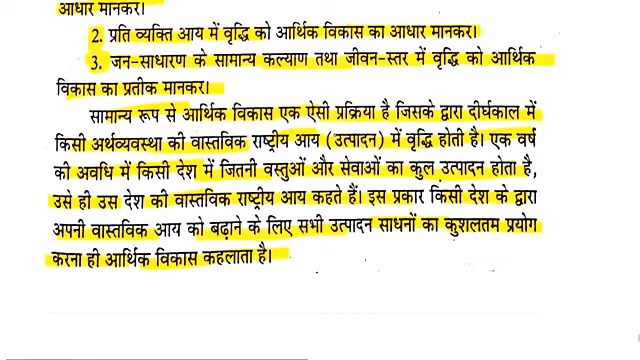 आधार मानकर।
2. प्रति व्यक्ति आय में वृद्धि को आर्थिक विकास का आधार मानकर।
3. जन-साधारण के सामान्य कल्याण तथा जीवन-स्तर में वृद्धि को आर्थिक
विकास का प्रतीक मानकर।
सामान्य रूप से आर्थिक विकास एक ऐसी प्रक्रिया है जिसके द्वारा दीर्घकाल में
किसी अर्थव्यवस्था की वास्तविक राष्ट्रीय आय (उत्पादन) में वृद्धि होती है। एक वर्ष
की अवधि में किसी देश में जितनी वस्तुओं और सेवाओं का कुल उत्पादन होता है,
उसे ही उस देश की वास्तविक राष्ट्रीय आय कहते हैं। इस प्रकार किसी देश के द्वारा
अपनी वास्तविक आय को बढ़ाने के लिए सभी उत्पादन साधनों का कुशलतम प्रयोग
करना ही आर्थिक विकास कहलाता है।